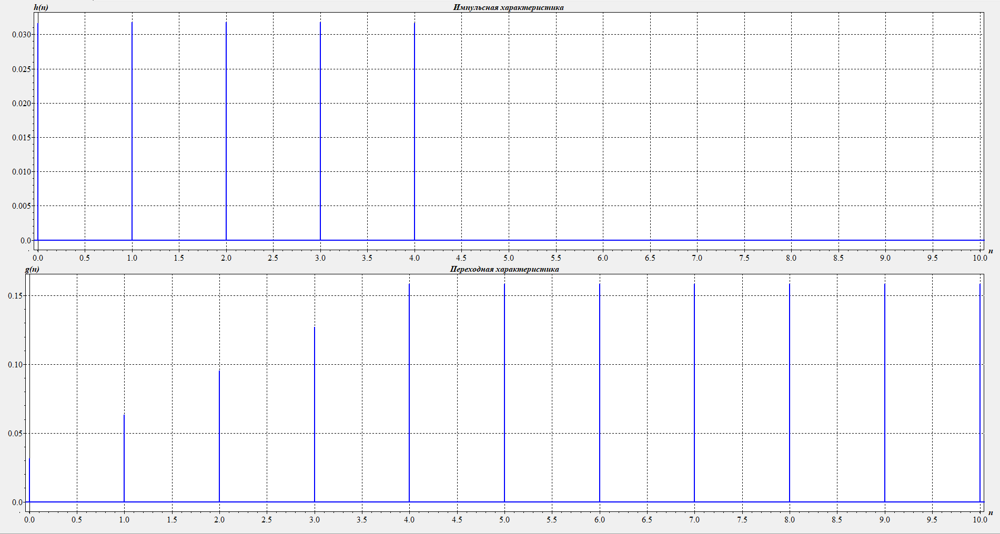 h(n) Импульсная характеристика
0.030
0.025
0.020
0.015
0.010
0.005
0.0
0.0 0.5 1.0 1.5 2.0 2.5 3.0 3.5 4.0 4.5 5.0 5.5 6.0 6.5 7.0 7.5 8.0 8.5 9.0 9.5 10.0 n
g(n) Переходная характеристика
0.15
0.10
0.05
0.0
0.0 0.5 1.0 1.5 2.0 2.5 3.0 3.5 4.0 4.5 5.0 5.5 6.0 6.5 7.0 7.5 8.0 8.5 9.0 9.5 10.0 n